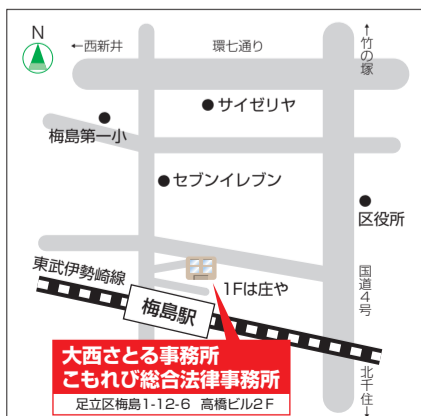 N
←西新井
環七通り
↑竹の塚
サイゼリヤ
梅島第一小
セブンイレブン
区役所
東武伊勢崎線
1Fは庄や
国道4号
梅島駅
北千住↓
大西さとる事務所
こもれび総合法律事務所
足立区梅島1-12-6 高橋ビル2F